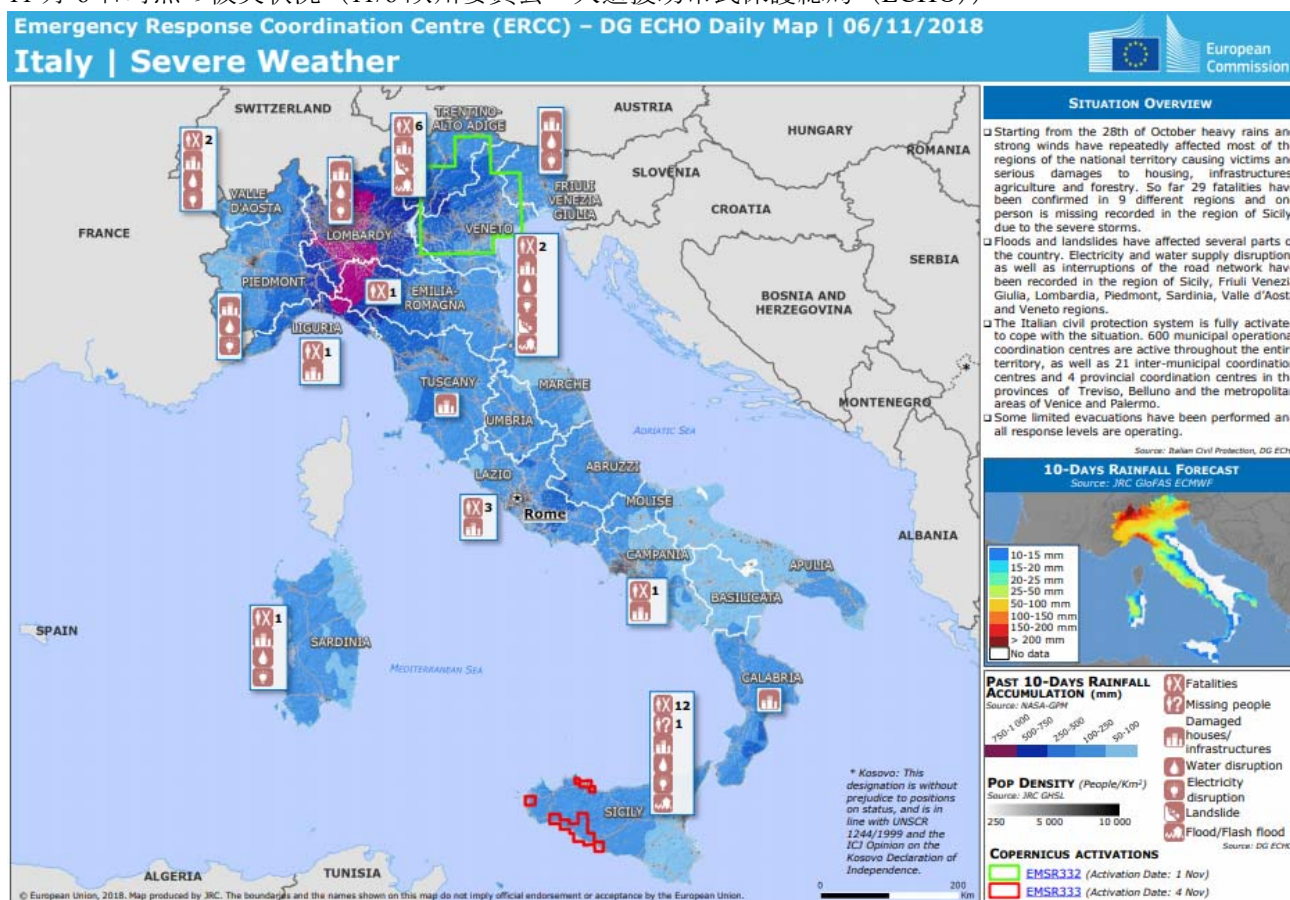 Emergency Response Coordination Centre (ERCC) – DG ECHO Daily Map | 06/11/2018
Italy | Severe Weather
European
Commission
SWITZERLAND
AUSTRIA
HUNGARY
ROMANIA
SLOVENIA
CROATIA
SERBIA
BOSNIA AND
HERZEGOVINA
MONTENEGRO
ALBANIA
FRANCE
SPAIN
ALGERIA
TUNISIA
TRENTINO-
ALTO ADIGE
FRIULI
VENEZIA
GIULIA
VALLE
D'AOSTA
LOMBARDY
VENETO
PIEDMONT
EMILIA-
ROMAGNA
LIGURIA
TUSCANY
MARCHE
UMBRIA
LAZIO
ABRUZZI
MOLISE
Rome
CAMPANIA
APULIA
BASILICATA
SARDINIA
CALABRIA
SICILY
ADRIATIC SEA
MEDITERRANEAN SEA
2
6
2
1
1
3
1
1
12
1
*
* Kosovo: This
designation is without
prejudice to positions
on status, and is in
line with UNSCR
1244/1999 and the
ICJ Opinion on the
Kosovo Declaration of
Independence.
0 200
Km
© European Union, 2018. Map produced by JRC. The boundaries and the names shown on this map do not imply official endorsement or acceptance by the European Union.
SITUATION OVERVIEW
Starting from the 28th of October heavy rains an
strong winds have repeatedly affected most of th
regions of the national territory causing victims and
serious damages to housing, infrastructures
agriculture and forestry. So far 29 fatalities have
been confirmed in 9 different regions and on
person is missing recorded in the region of Sicily
due to the severe storms.
Floods and landslides have affected several parts o
the country. Electricity and water supply disruption
as well as interruptions of the road network hav
been recorded in the region of Sicily, Friuli Venezi
Giulia, Lombardia, Piedmont, Sardinia, Valle d'Aost
and Veneto regions.
The Italian civil protection system is fully activate
to cope with the situation. 600 municipal operationa
coordination centres are active throughout the entir
territory, as well as 21 inter-municipal coordination
centres and 4 provincial coordination centres in the
provinces of Treviso, Belluno and the metropolita
areas of Venice and Palermo.
Some limited evacuations have been performed an
all response levels are operating.
Source: Italian Civil Protection, DG ECH
10-DAYS RAINFALL FORECAST
Source: JRC GloFAS ECMWF
10-15 mm
15-20 mm
20-25 mm
25-50 mm
50-100 mm
100-150 mm
150-200 mm
> 200 mm
No data
PAST 10-DAYS RAINFALL
ACCUMULATION (mm)
Source: NASA-GPM
750-1 000 500-750 250-500 100-250 50-100
POP DENSITY (People/Km²)
Source: JRC GHSL
250 5 000 10 000
Fatalities
Missing people
Damaged
houses/
infrastructures
Water disruption
Electricity
disruption
Landslide
Flood/Flash flood
Source: DG ECHO
COPERNICUS ACTIVATIONS
EMSR332 (Activation Date: 1 Nov)
EMSR333 (Activation Date: 4 Nov)